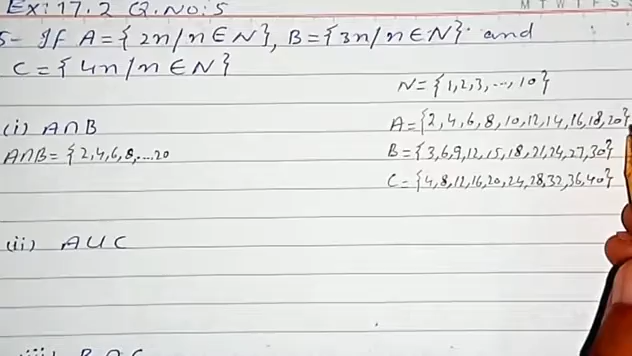 Ex: 17.2 Q.No:5
5- If A = {2n/n ∈ N}, B = {3n/n ∈ N} and
C = {4n/n ∈ N}
N = {1,2,3, ..., 10}
(i) A∩B
A = {2,4,6,8,10,12,14,16,18,20}
A∩B = {2,4,6,8,....20
B = {3,6,9,12,15,18,21,24,27,30}
C = {4,8,12,16,20,24,28,32,36,40}
(ii) A∪C